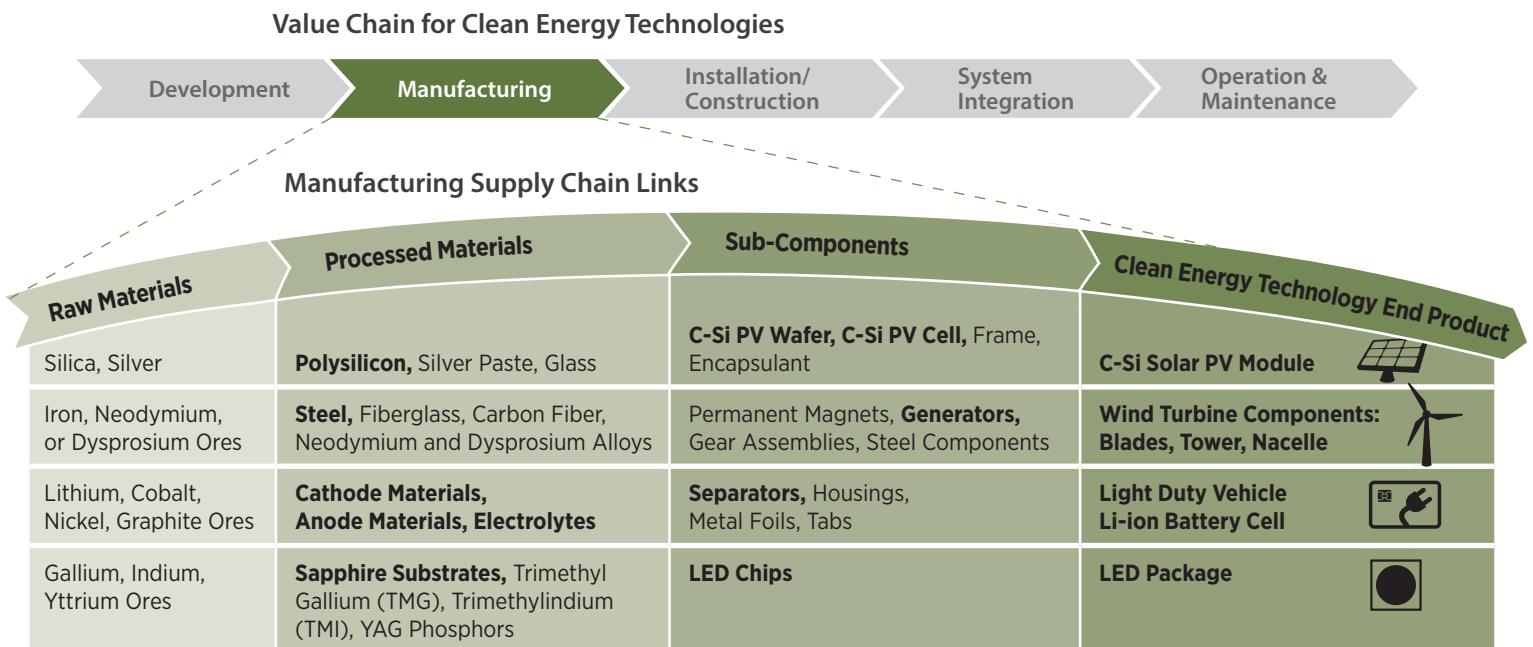 Value Chain for Clean Energy Technologies
Development
Manufacturing
Installation/
Construction
System
Integration
Operation &
Maintenance
Manufacturing Supply Chain Links
Raw Materials
Processed Materials
Sub-Components
Clean Energy Technology End Product
Silica, Silver
Polysilicon, Silver Paste, Glass
C-Si PV Wafer, C-Si PV Cell, Frame,
Encapsulant
C-Si Solar PV Module
Iron, Neodymium,
or Dysprosium Ores
Steel, Fiberglass, Carbon Fiber,
Neodymium and Dysprosium Alloys
Permanent Magnets, Generators,
Gear Assemblies, Steel Components
Wind Turbine Components:
Blades, Tower, Nacelle
Lithium, Cobalt,
Nickel, Graphite Ores
Cathode Materials,
Anode Materials, Electrolytes
Separators, Housings,
Metal Foils, Tabs
Light Duty Vehicle
Li-ion Battery Cell
Gallium, Indium,
Yttrium Ores
Sapphire Substrates, Trimethyl
Gallium (TMG), Trimethylindium
(TMI), YAG Phosphors
LED Chips
LED Package